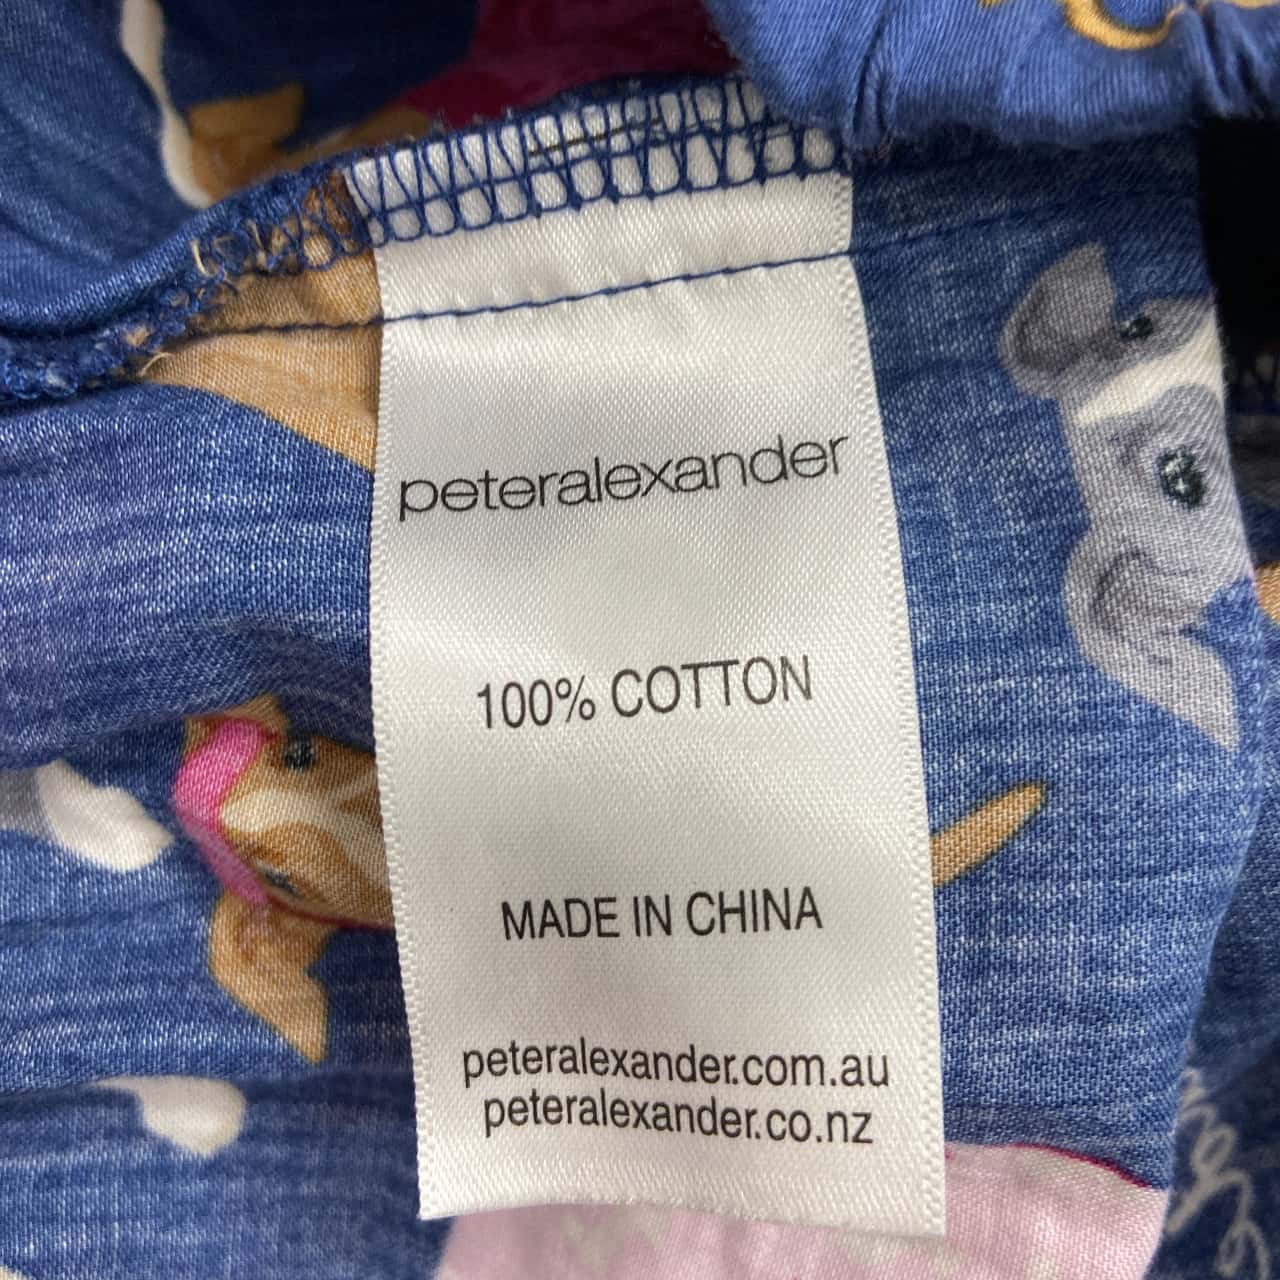 peteralexander
100% COTTON
MADE IN CHINA
peteralexander.com.au
peteralexander.co.nz